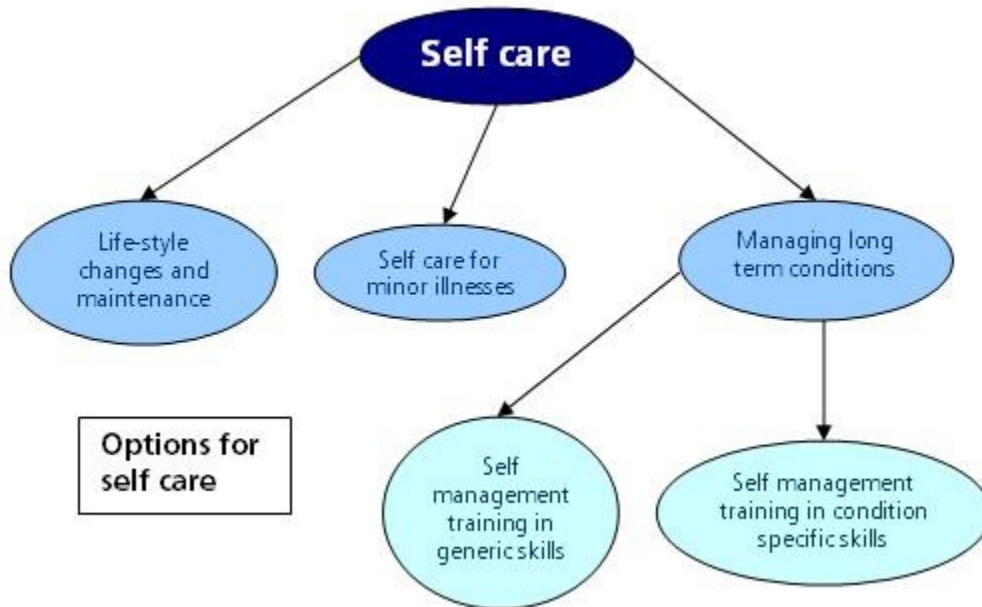 Self care
Life-style
changes and
maintenance
Self care for
minor illnesses
Managing long
term conditions
Options for
self care
Self
management
training in
generic skills
Self management
training in condition
specific skills